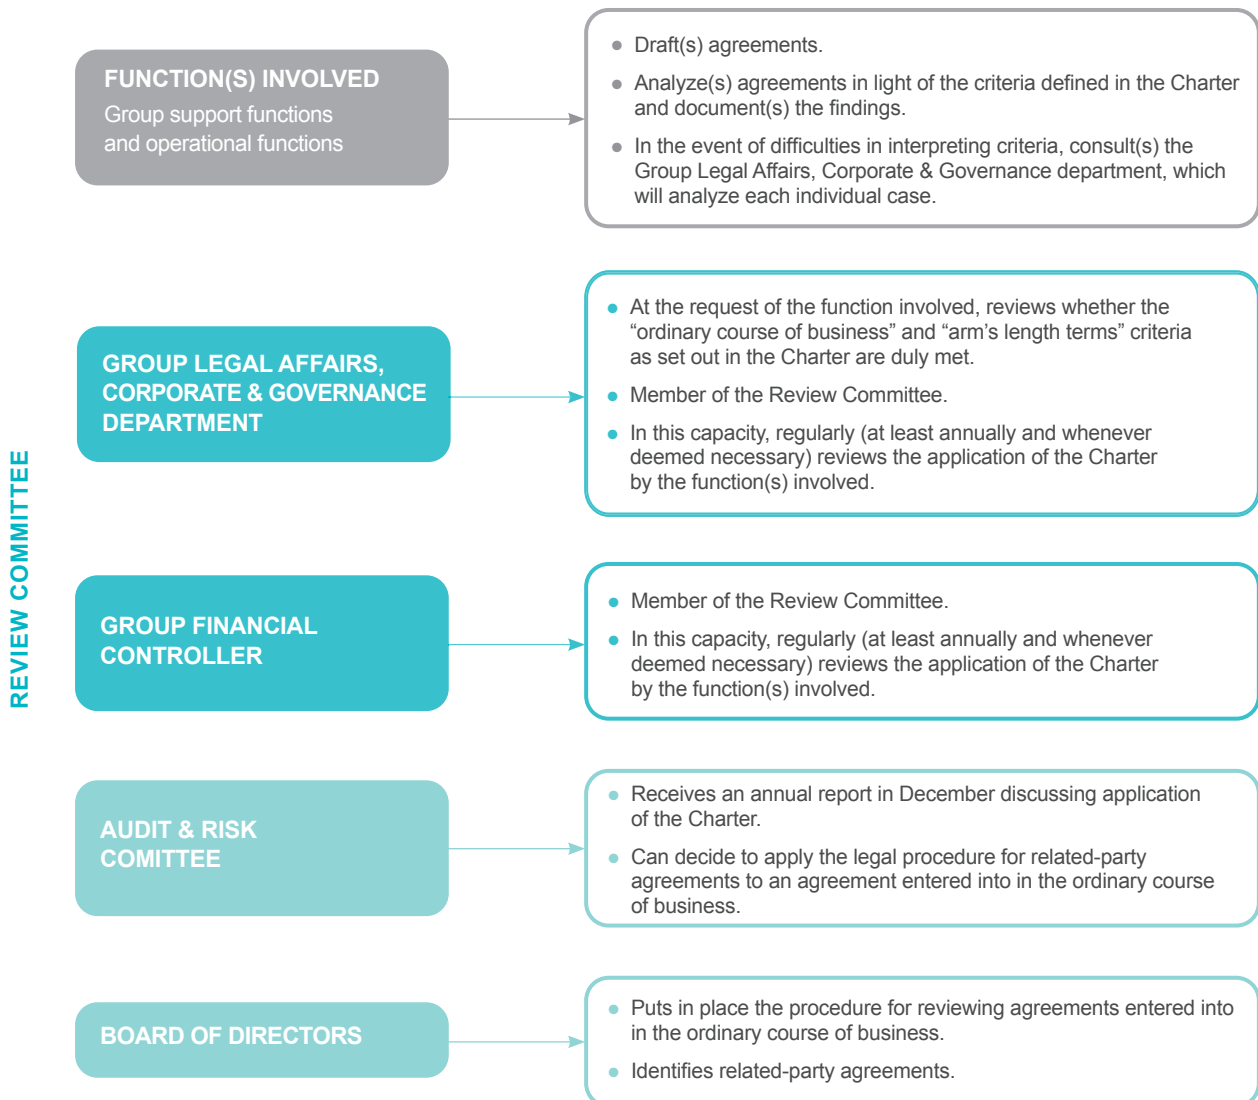 FUNCTION(S) INVOLVED
Group support functions
and operational functions
● Draft(s) agreements.
● Analyze(s) agreements in light of the criteria defined in the Charter
and document(s) the findings.
● In the event of difficulties in interpreting criteria, consult(s) the
Group Legal Affairs, Corporate & Governance department, which
will analyze each individual case.
REVIEW COMMITTEE
GROUP LEGAL AFFAIRS,
CORPORATE & GOVERNANCE
DEPARTMENT
● At the request of the function involved, reviews whether the
“ordinary course of business” and “arm’s length terms” criteria
as set out in the Charter are duly met.
● Member of the Review Committee.
● In this capacity, regularly (at least annually and whenever
deemed necessary) reviews the application of the Charter
by the function(s) involved.
GROUP FINANCIAL
CONTROLLER
● Member of the Review Committee.
● In this capacity, regularly (at least annually and whenever
deemed necessary) reviews the application of the Charter
by the function(s) involved.
AUDIT & RISK
COMITTEE
● Receives an annual report in December discussing application
of the Charter.
● Can decide to apply the legal procedure for related-party
agreements to an agreement entered into in the ordinary course
of business.
BOARD OF DIRECTORS
● Puts in place the procedure for reviewing agreements entered into
in the ordinary course of business.
● Identifies related-party agreements.